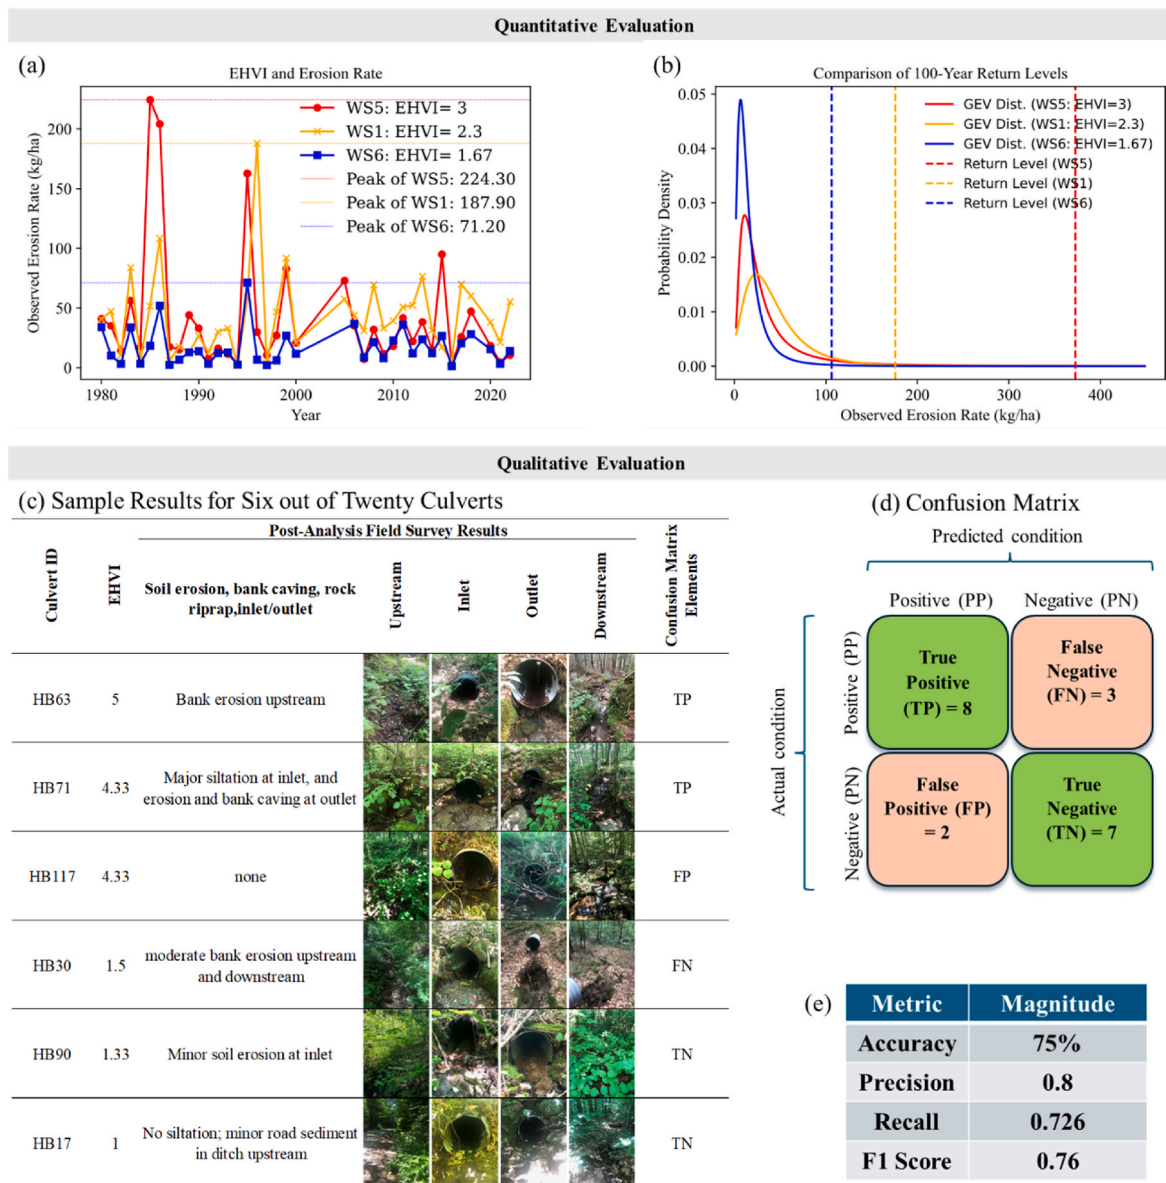 Quantitative Evaluation
(a)
EHVI and Erosion Rate
Observed Erosion Rate (kg/ha)
200
150
100
50
0
1980
1990
2000
2010
2020
Year
WS5: EHVI= 3
WS1: EHVI= 2.3
WS6: EHVI= 1.67
Peak of WS5: 224.30
Peak of WS1: 187.90
Peak of WS6: 71.20
(b)
Comparison of 100-Year Return Levels
Probability Density
0.05
0.04
0.03
0.02
0.01
0.00
0
100
200
300
400
Observed Erosion Rate (kg/ha)
GEV Dist. (WS5: EHVI=3)
GEV Dist. (WS1: EHVI=2.3)
GEV Dist. (WS6: EHVI=1.67)
Return Level (WS5)
Return Level (WS1)
Return Level (WS6)
Qualitative Evaluation
(c) Sample Results for Six out of Twenty Culverts
Post-Analysis Field Survey Results
Culvert ID
EHVI
Soil erosion, bank caving, rock
riprap,inlet/outlet
Upstream
Inlet
Outlet
Downstream
Confusion Matrix
Elements
HB63
5
Bank erosion upstream
TP
HB71
4.33
Major siltation at inlet, and
erosion and bank caving at outlet
TP
HB117
4.33
none
FP
HB30
1.5
moderate bank erosion upstream
and downstream
FN
HB90
1.33
Minor soil erosion at inlet
TN
HB17
1
No siltation; minor road sediment
in ditch upstream
TN
(d) Confusion Matrix
Predicted condition
Positive (PP)
Negative (PN)
Actual condition
Positive (PP)
True
Positive
(TP) = 8
False
Negative
(FN) = 3
Negative (PN)
False
Positive (FP)
= 2
True
Negative
(TN) = 7
(e)
Metric
Magnitude
Accuracy
75%
Precision
0.8
Recall
0.726
F1 Score
0.76